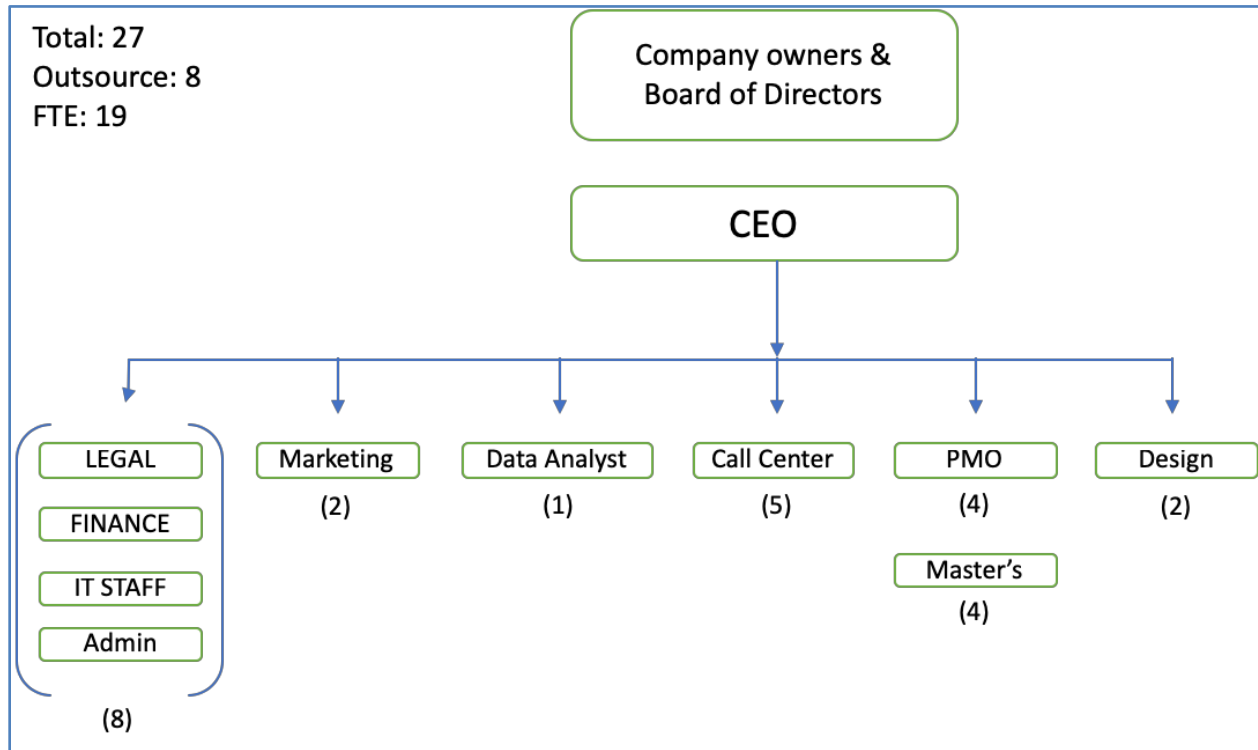 Total: 27
Outsource: 8
FTE: 19
Company owners &
Board of Directors
CEO
LEGAL
FINANCE
IT STAFF
Admin
(8)
Marketing
(2)
Data Analyst
(1)
Call Center
(5)
PMO
(4)
Master’s
(4)
Design
(2)